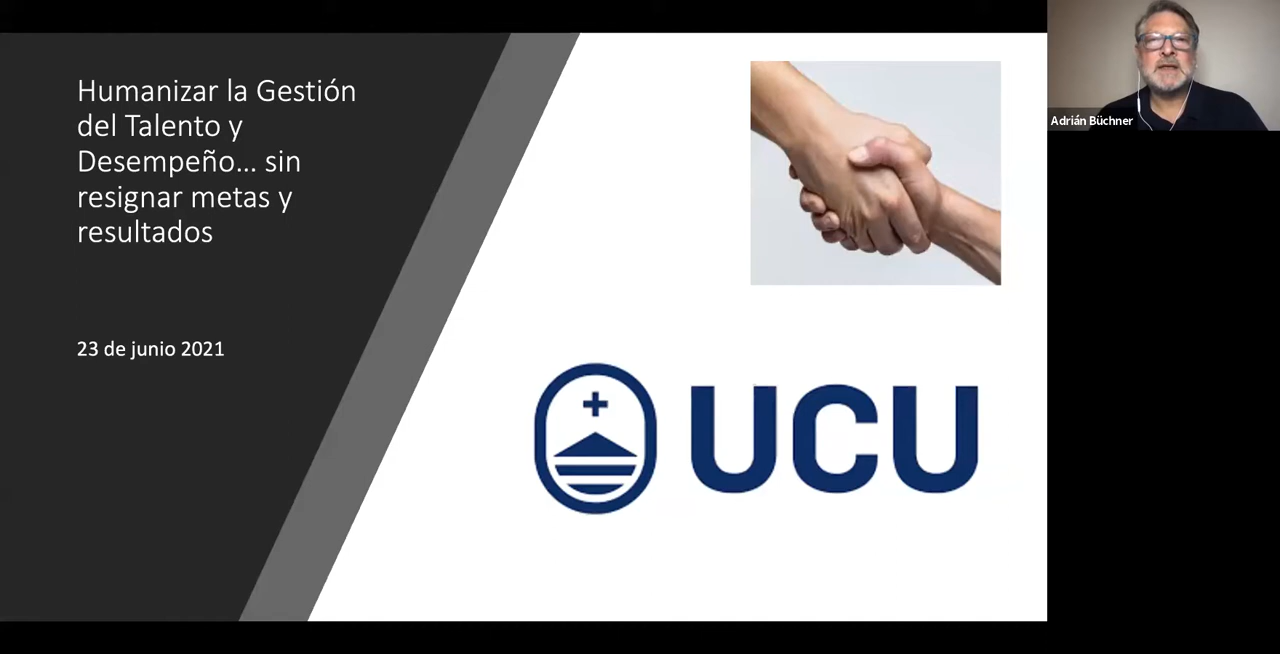 Humanizar la Gestión
del Talento y
Desempeño... sin
resignar metas y
resultados
23 de junio 2021
UCU
Adrián Büchner